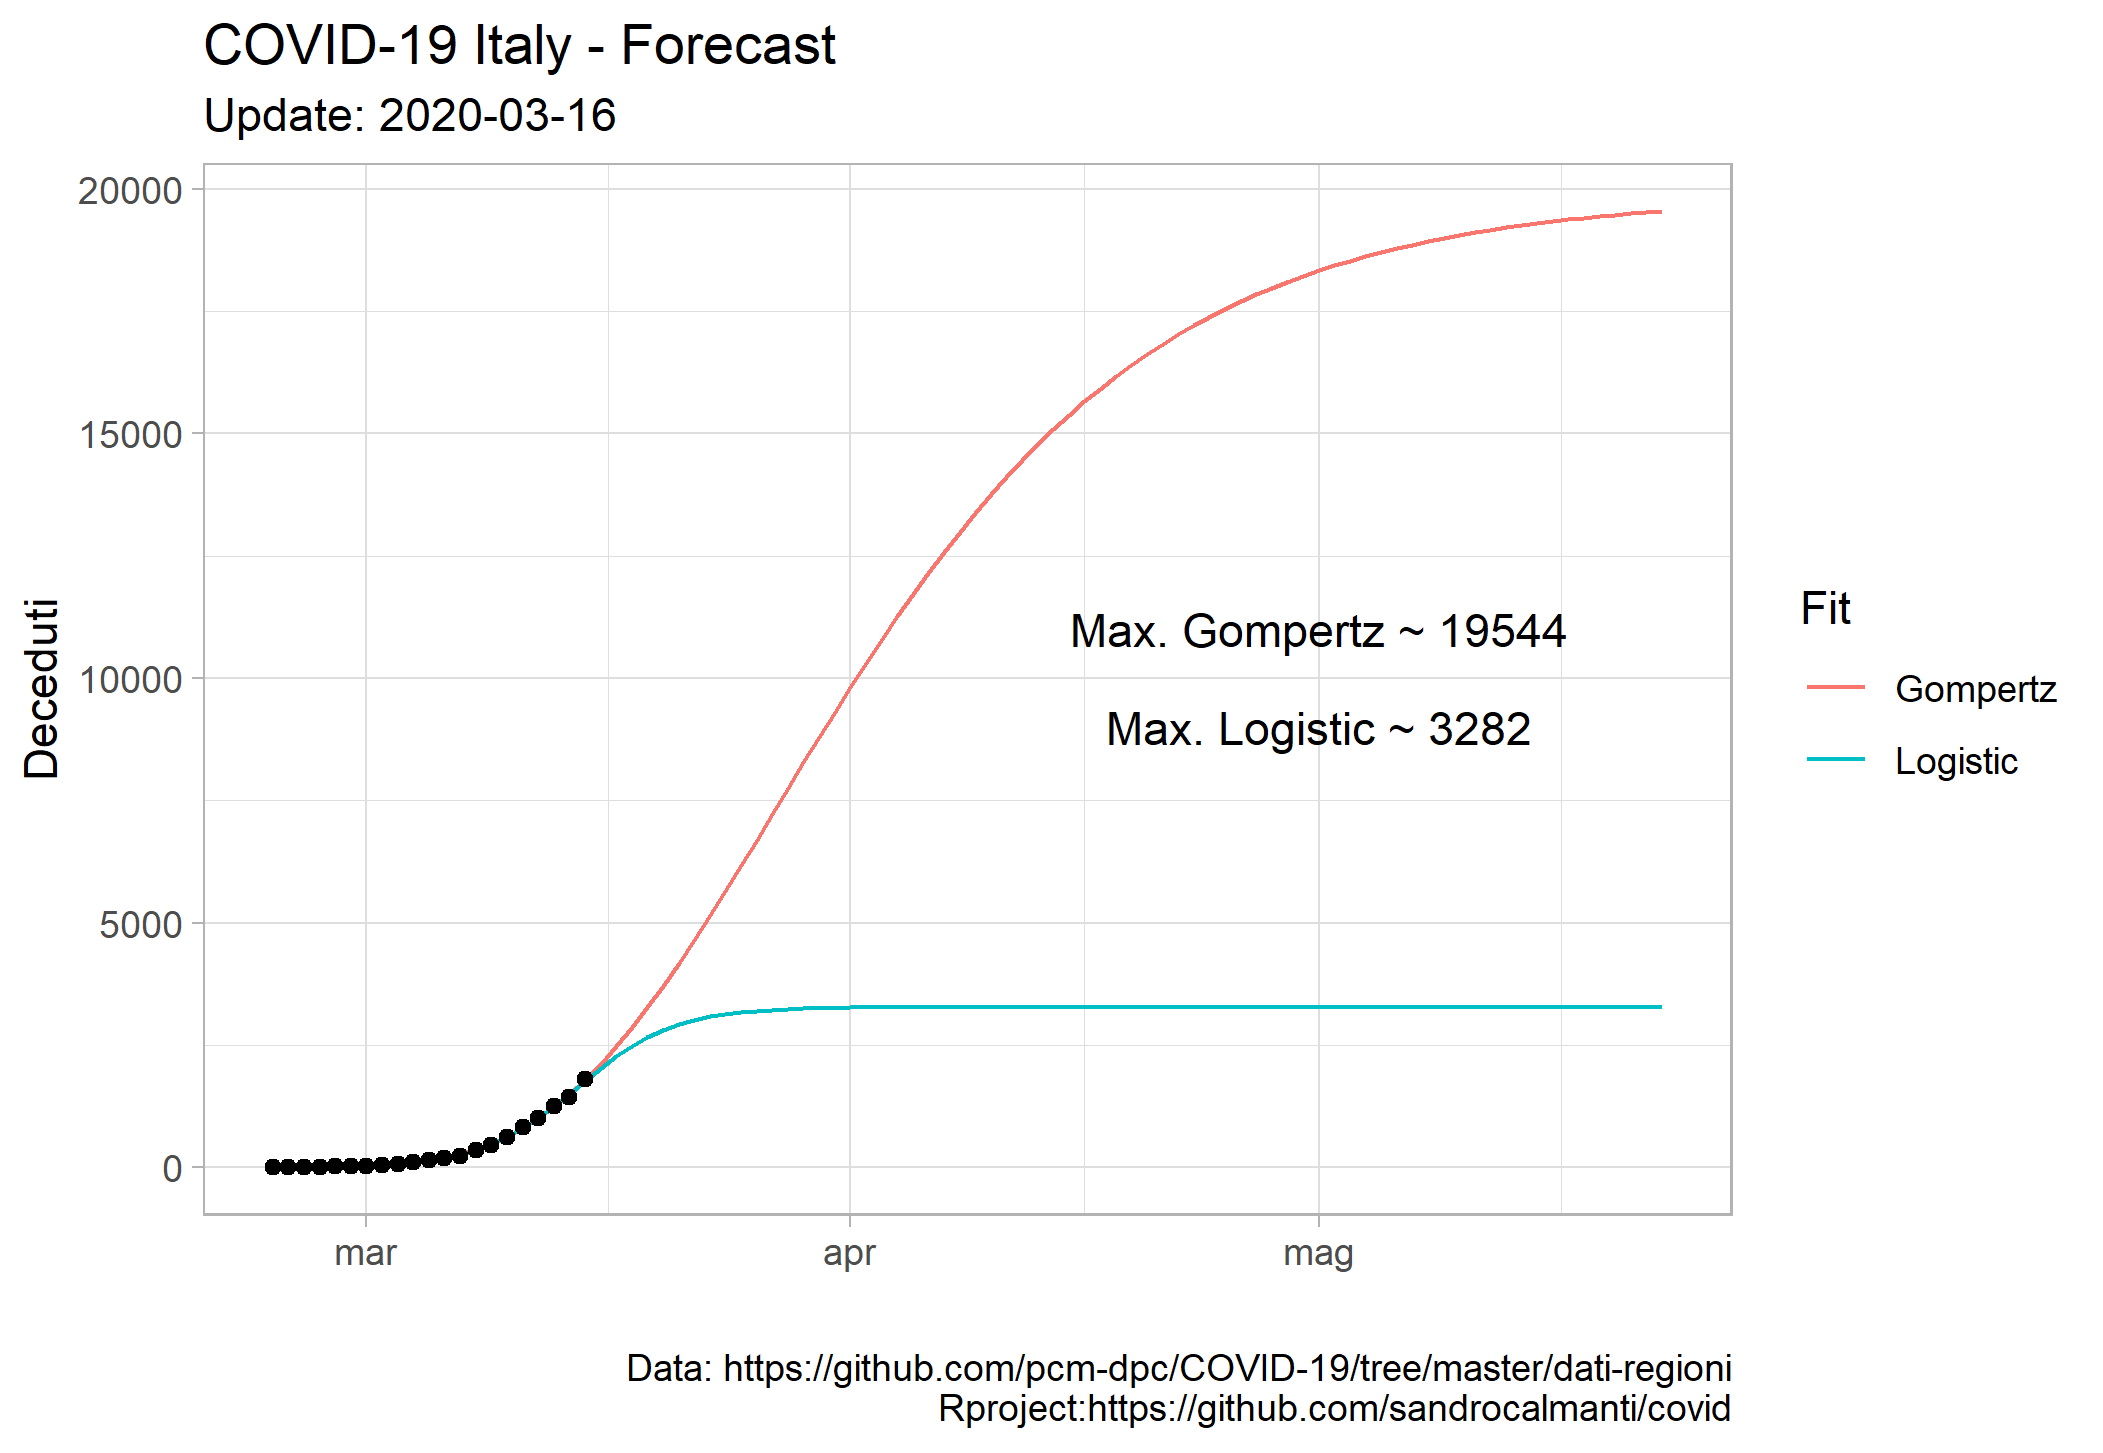 COVID-19 Italy - Forecast
Update: 2020-03-16
Deceduti
20000
15000
10000
5000
0
mar
apr
mag
Max. Gompertz ~ 19544
Max. Logistic ~ 3282
Fit
Gompertz
Logistic
Data: https://github.com/pcm-dpc/COVID-19/tree/master/dati-regioni
Rproject:https://github.com/sandrocalmanti/covid